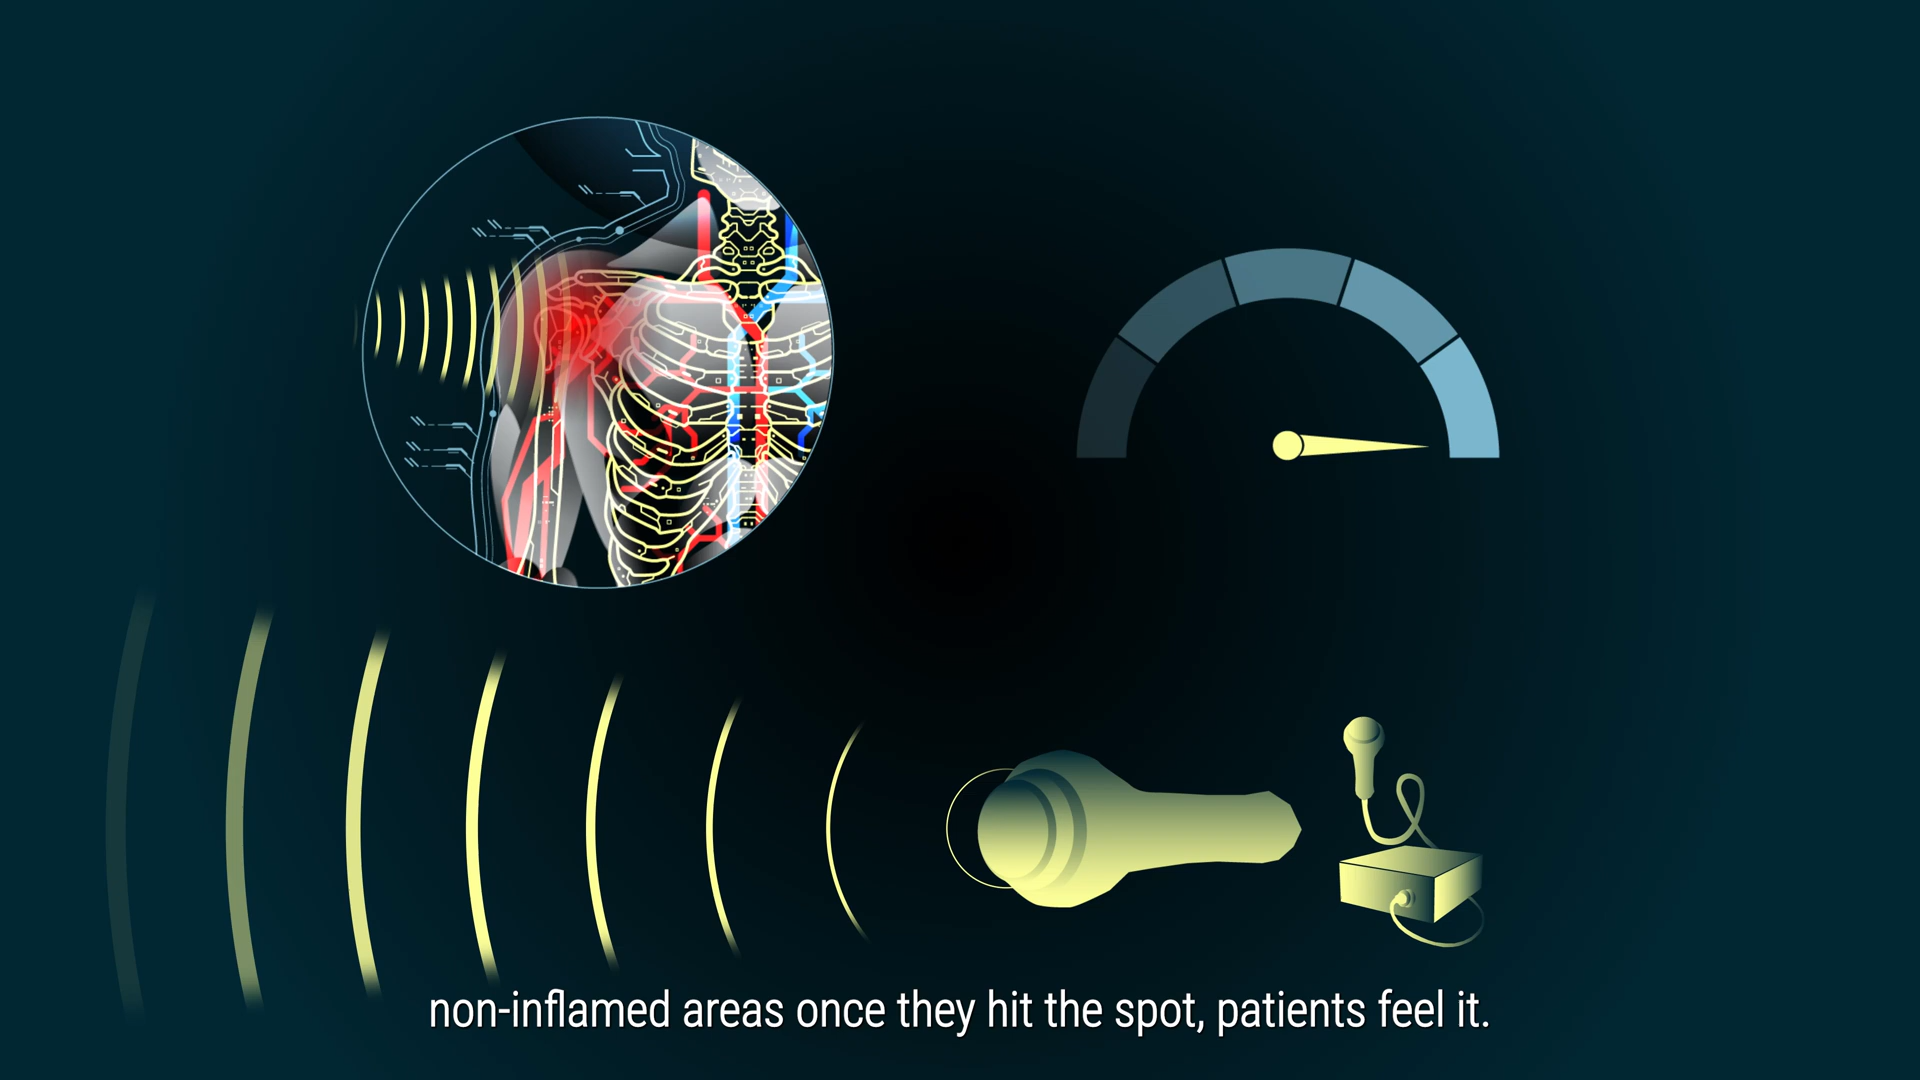 non-inflamed areas once they hit the spot, patients feel it.